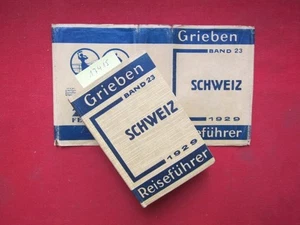 Grieben
BAND 23
SCHWEIZ
1929
Reiseführer
Grieben
BAND 23
SCHWEIZ
1929
Reiseführer